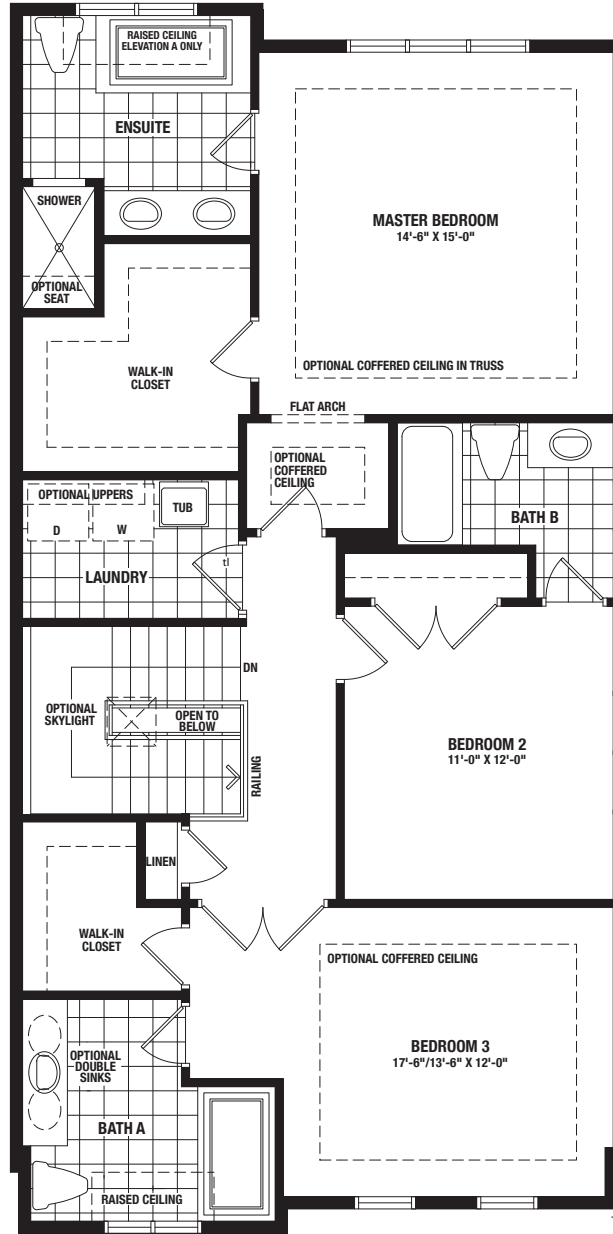 RAISED CEILING
ELEVATION A ONLY
ENSUITE
SHOWER
OPTIONAL
SEAT
MASTER BEDROOM
14'-6" X 15'-0"
OPTIONAL COFFERED CEILING IN TRUSS
WALK-IN
CLOSET
FLAT ARCH
OPTIONAL
COFFERED
CEILING
BATH B
OPTIONAL UPPERS
D
W
TUB
LAUNDRY
tl
DN
OPTIONAL
SKYLIGHT
OPEN TO
BELOW
RAILING
BEDROOM 2
11'-0" X 12'-0"
LINEN
WALK-IN
CLOSET
OPTIONAL COFFERED CEILING
BEDROOM 3
17'-6"/13'-6" X 12'-0"
OPTIONAL
DOUBLE
SINKS
BATH A
RAISED CEILING